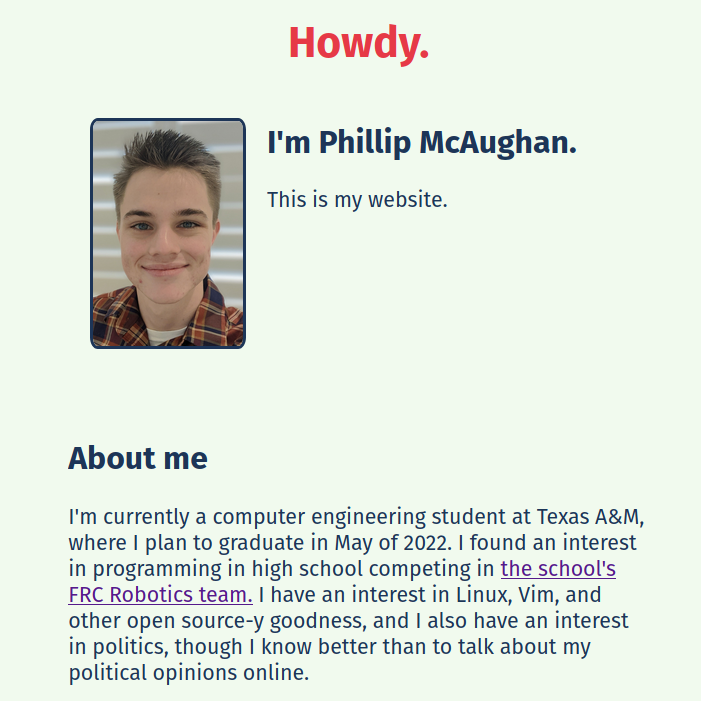 Howdy.
I'm Phillip McAughan.
This is my website.
About me
I'm currently a computer engineering student at Texas A&M,
where I plan to graduate in May of 2022. I found an interest
in programming in high school competing in the school's
FRC Robotics team. I have an interest in Linux, Vim, and
other open source-y goodness, and I also have an interest
in politics, though I know better than to talk about my
political opinions online.